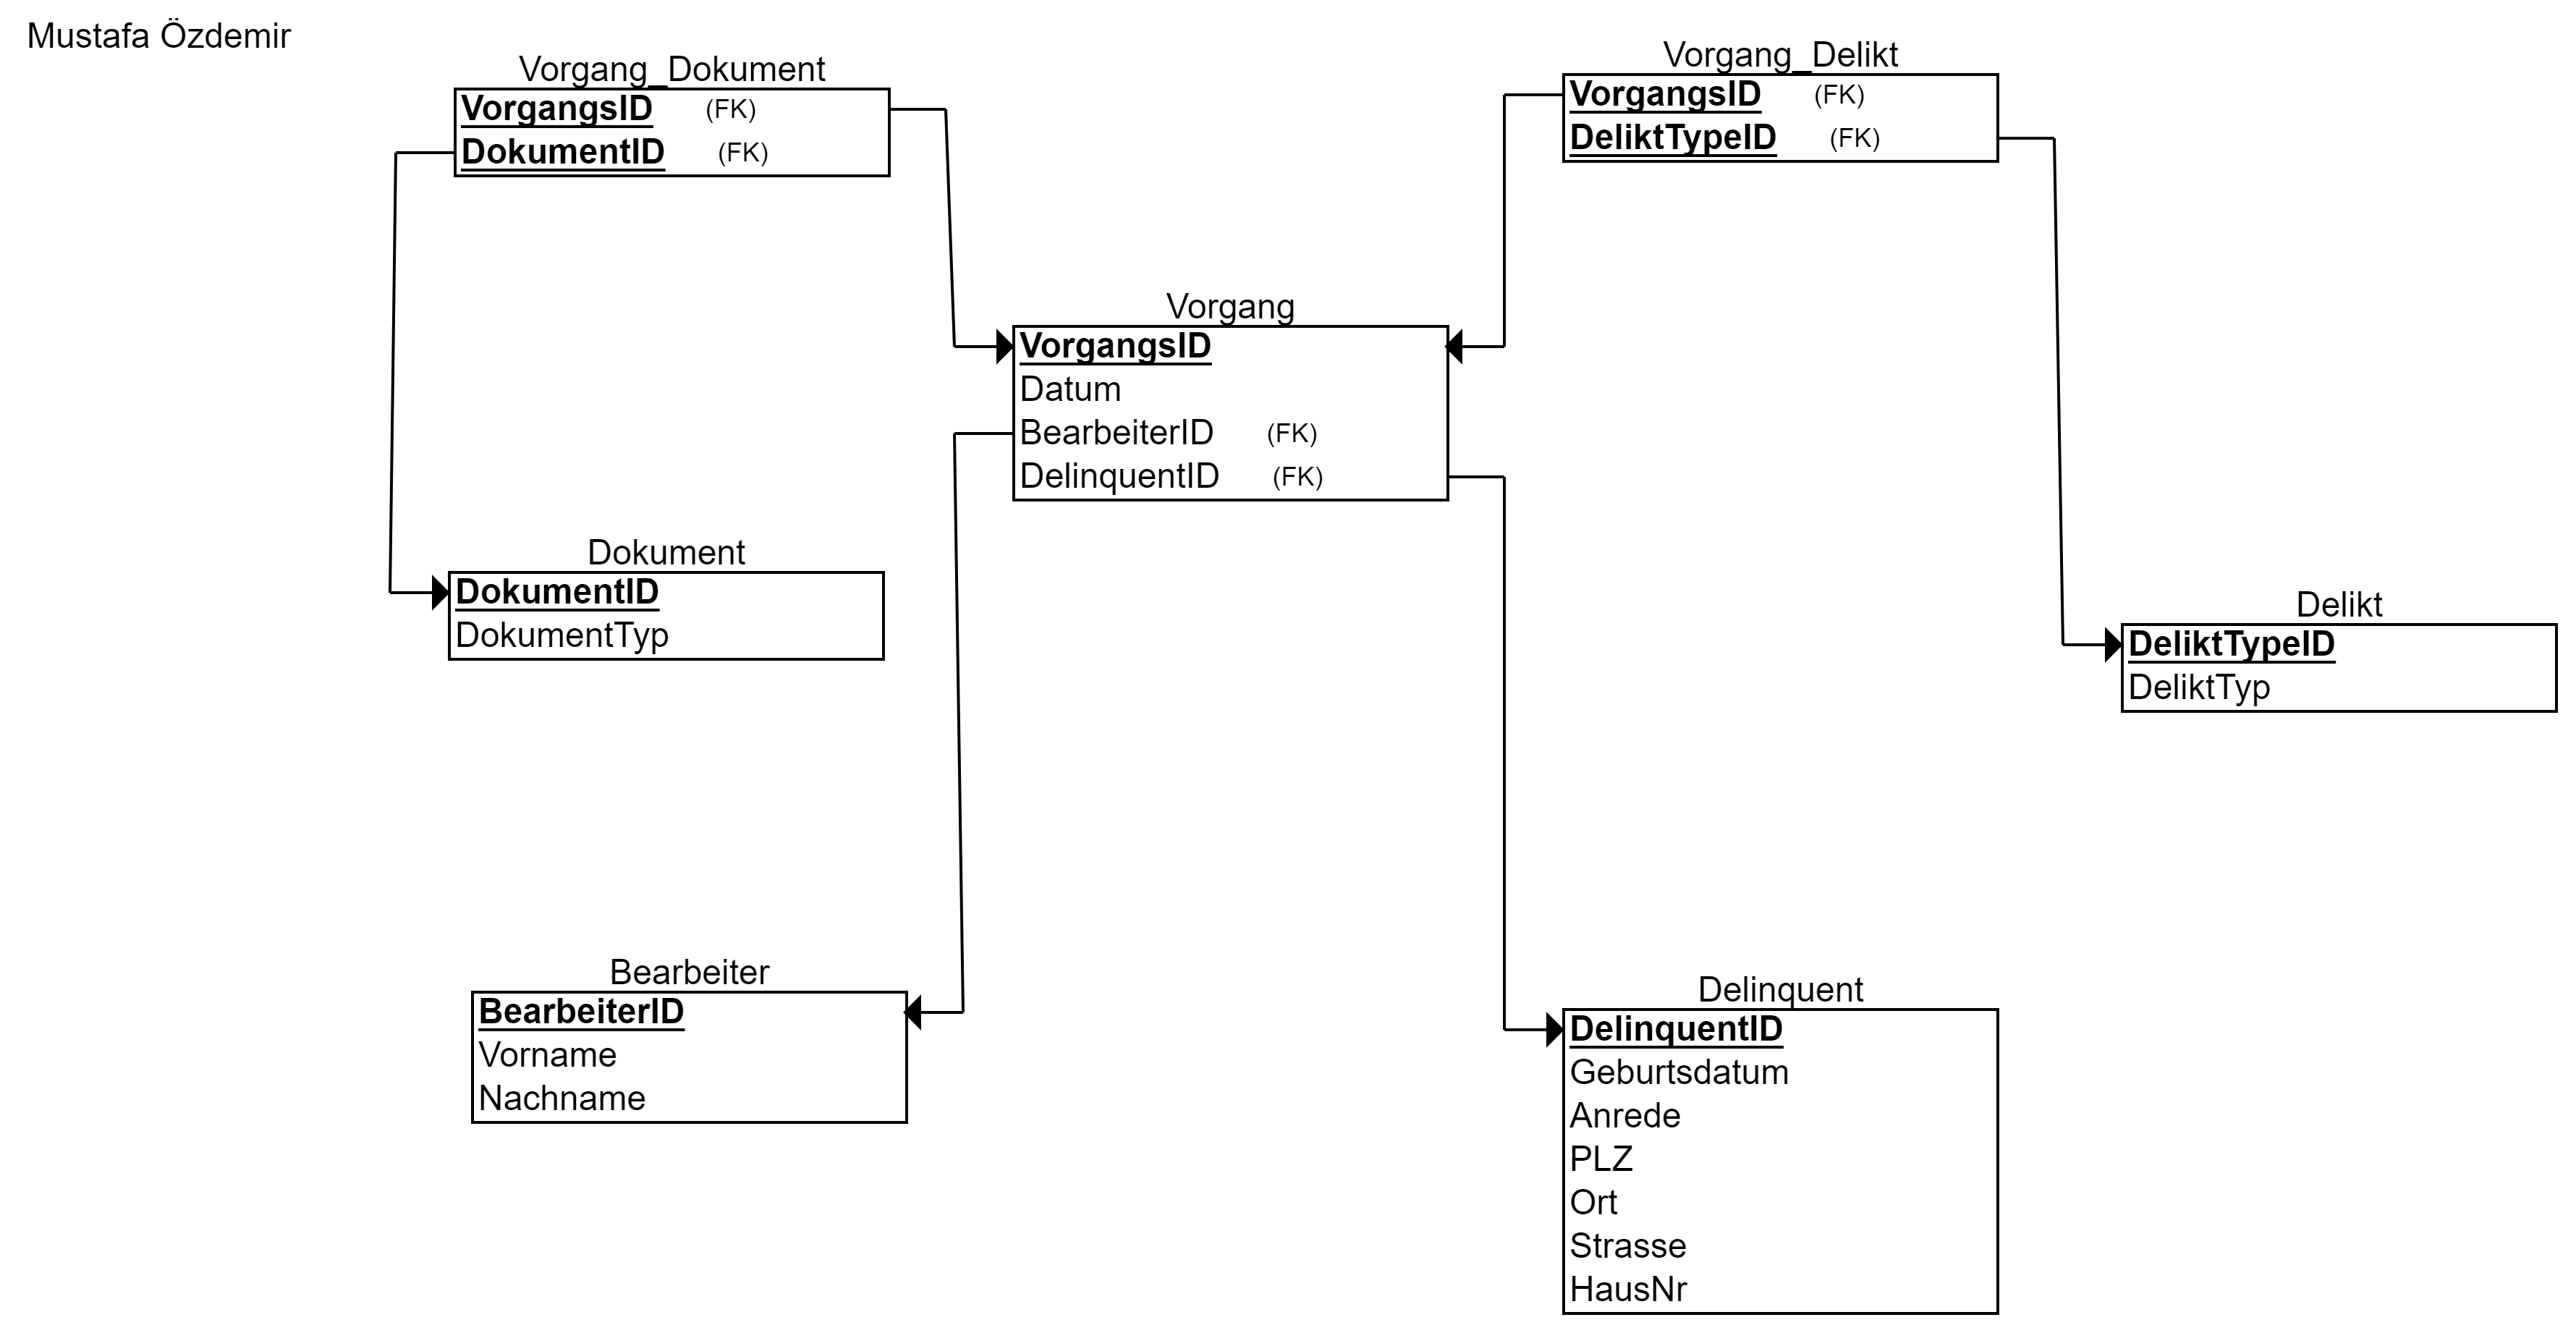 Mustafa Özdemir
Vorgang_Dokument
VorgangsID (FK)
DokumentID (FK)
Vorgang_Delikt
VorgangsID (FK)
DeliktTypeID (FK)
Vorgang
VorgangsID
Datum
BearbeiterID (FK)
DelinquentID (FK)
Dokument
DokumentID
DokumentTyp
Delikt
DeliktTypeID
DeliktTyp
Bearbeiter
BearbeiterID
Vorname
Nachname
Delinquent
DelinquentID
Geburtsdatum
Anrede
PLZ
Ort
Strasse
HausNr